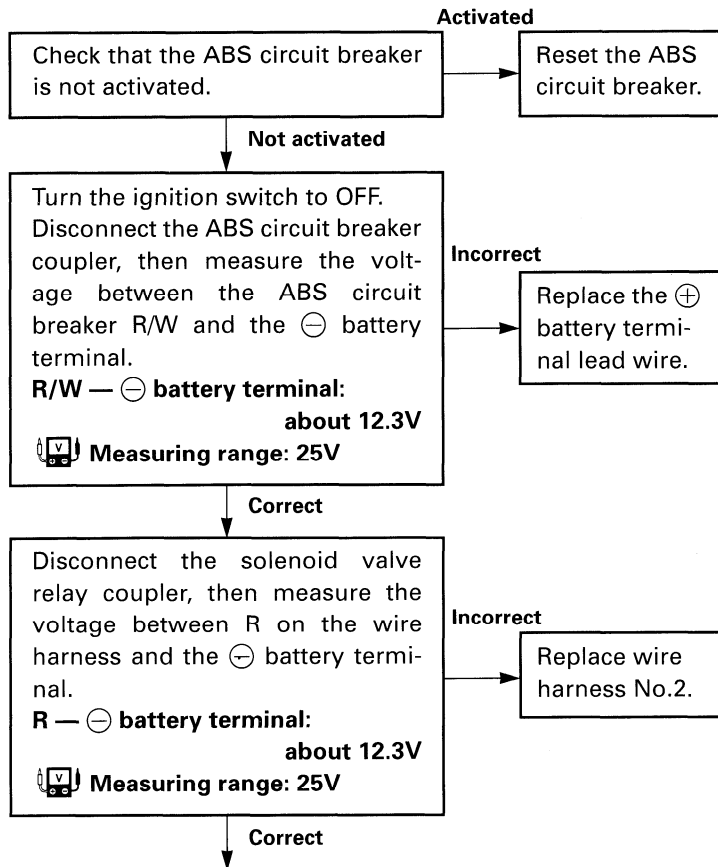 Activated
Check that the ABS circuit breaker
is not activated.
Reset the ABS
circuit breaker.
Not activated
Turn the ignition switch to OFF.
Disconnect the ABS circuit breaker
coupler, then measure the volt-
age between the ABS circuit
breaker R/W and the ⊖ battery
terminal.
R/W — ⊖ battery terminal:
about 12.3V
V
Measuring range: 25V
Incorrect
Replace the ⊕
battery termi-
nal lead wire.
Correct
Disconnect the solenoid valve
relay coupler, then measure the
voltage between R on the wire
harness and the ⊖ battery termi-
nal.
R — ⊖ battery terminal:
about 12.3V
V
Measuring range: 25V
Incorrect
Replace wire
harness No.2.
Correct